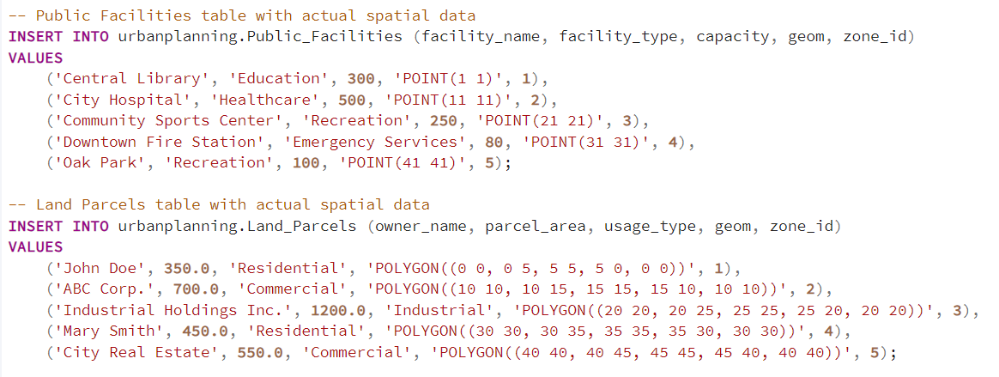 -- Public Facilities table with actual spatial data
INSERT INTO urbanplanning.Public_Facilities (facility_name, facility_type, capacity, geom, zone_id)
VALUES
('Central Library', 'Education', 300, 'POINT(1 1)', 1),
('City Hospital', 'Healthcare', 500, 'POINT(11 11)', 2),
('Community Sports Center', 'Recreation', 250, 'POINT(21 21)', 3),
('Downtown Fire Station', 'Emergency Services', 80, 'POINT(31 31)', 4),
('Oak Park', 'Recreation', 100, 'POINT(41 41)', 5);
-- Land Parcels table with actual spatial data
INSERT INTO urbanplanning.Land_Parcels (owner_name, parcel_area, usage_type, geom, zone_id)
VALUES
('John Doe', 350.0, 'Residential', 'POLYGON((0 0, 0 5, 5 5, 5 0, 0 0))', 1),
('ABC Corp.', 700.0, 'Commercial', 'POLYGON((10 10, 10 15, 15 15, 15 10, 10 10))', 2),
('Industrial Holdings Inc.', 1200.0, 'Industrial', 'POLYGON((20 20, 20 25, 25 25, 25 20, 20 20))', 3),
('Mary Smith', 450.0, 'Residential', 'POLYGON((30 30, 30 35, 35 35, 35 30, 30 30))', 4),
('City Real Estate', 550.0, 'Commercial', 'POLYGON((40 40, 40 45, 45 45, 45 40, 40 40))', 5);